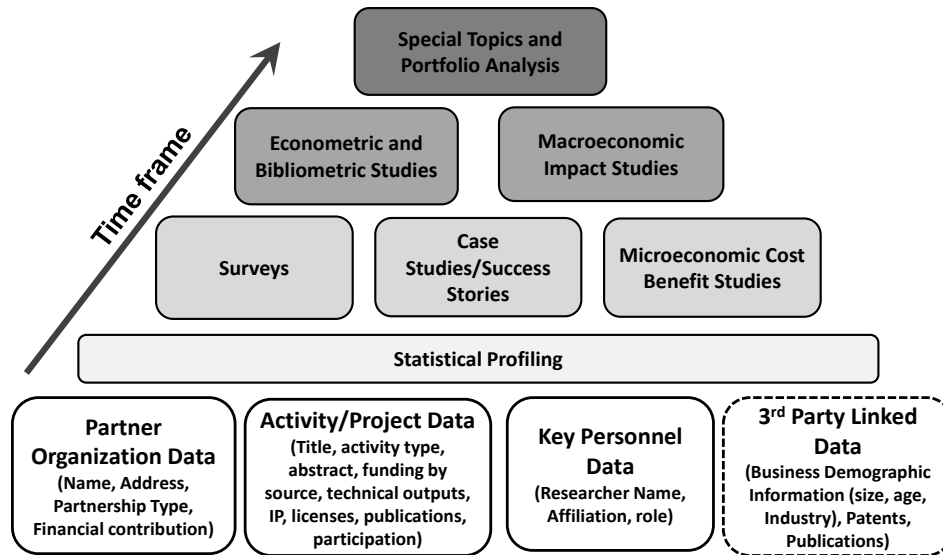 Special Topics and
Portfolio Analysis
Time frame
Econometric and
Bibliometric Studies
Macroeconomic
Impact Studies
Surveys
Case
Studies/Success
Stories
Microeconomic Cost
Benefit Studies
Statistical Profiling
Partner
Organization Data
(Name, Address,
Partnership Type,
Financial contribution)
Activity/Project Data
(Title, activity type,
abstract, funding by
source, technical outputs,
IP, licenses, publications,
participation)
Key Personnel
Data
(Researcher Name,
Affiliation, role)
3rd Party Linked
Data
(Business Demographic
Information (size, age,
Industry), Patents,
Publications)